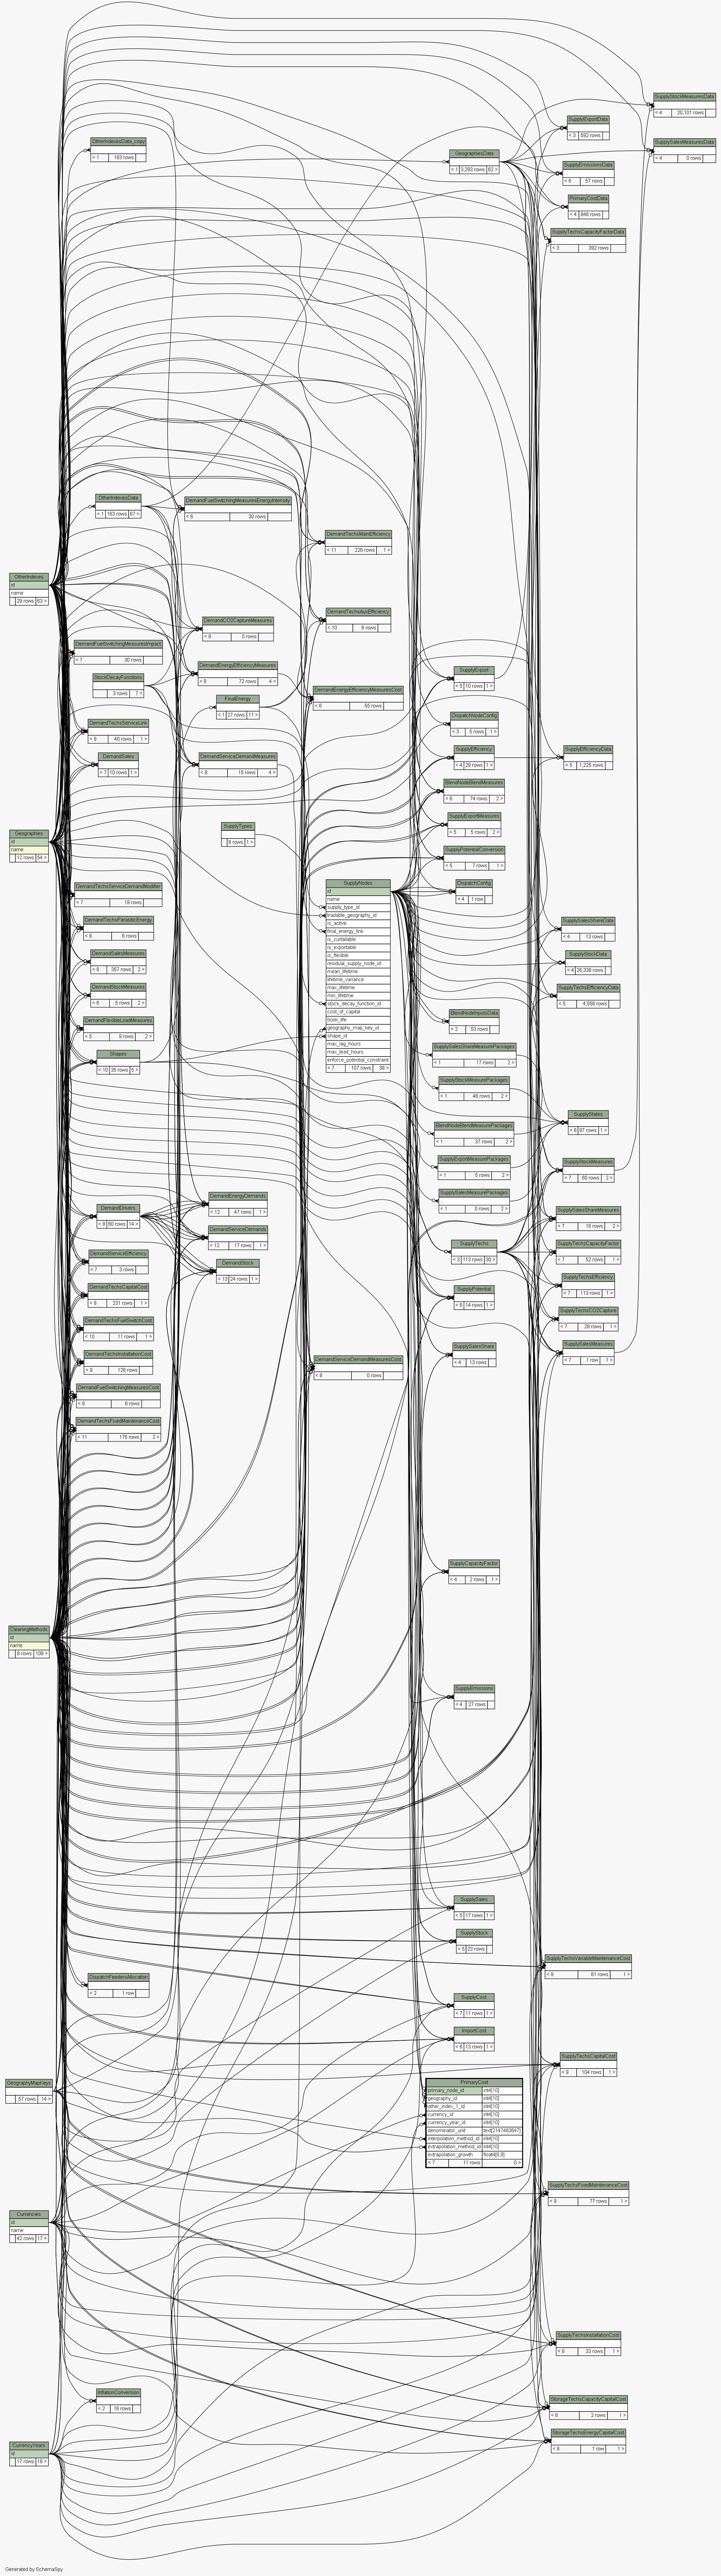 SupplyStockMeasuresData
< 4 20,101 rows
SupplyExportData
< 3 592 rows
OtherIndexesData_copy
< 1 163 rows
SupplySalesMeasuresData
< 4 0 rows
GeographiesData
< 1 3,293 rows 62 >
SupplyEmissionsData
< 6 57 rows
PrimaryCostData
< 4 846 rows
SupplyTechsCapacityFactorData
< 3 392 rows
OtherIndexesData
< 1 163 rows 67 >
DemandFuelSwitchingMeasuresEnergyIntensity
< 6 30 rows
DemandTechsMainEfficiency
< 11 226 rows 1 >
OtherIndexes
id
name
29 rows 83 >
DemandTechsAuxEfficiency
< 10 6 rows
DemandCO2CaptureMeasures
< 8 0 rows
DemandFuelSwitchingMeasuresImpact
< 7 30 rows
DemandEnergyEfficiencyMeasures
< 8 72 rows 4 >
SupplyExport
< 5 10 rows 1 >
StockDecayFunctions
3 rows 7 >
DemandEnergyEfficiencyMeasuresCost
< 8 55 rows
FinalEnergy
< 1 27 rows 11 >
DispatchNodeConfig
< 3 5 rows 1 >
DemandTechsServiceLink
< 8 40 rows 1 >
SupplyEfficiency
< 4 29 rows 1 >
SupplyEfficiencyData
< 5 1,225 rows
DemandSales
< 7 10 rows 1 >
DemandServiceDemandMeasures
< 8 15 rows 4 >
BlendNodeBlendMeasures
< 6 74 rows 2 >
SupplyExportMeasures
< 5 5 rows 2 >
SupplyTypes
8 rows 1 >
Geographies
id
name
12 rows 54 >
SupplyPotentialConversion
< 5 7 rows 1 >
SupplyNodes
id
name
supply_type_id
tradable_geography_id
is_active
final_energy_link
is_curtailable
is_exportable
is_flexible
residual_supply_node_id
mean_lifetime
lifetime_variance
max_lifetime
min_lifetime
stock_decay_function_id
cost_of_capital
book_life
geography_map_key_id
shape_id
max_lag_hours
max_lead_hours
enforce_potential_constraint
< 7 107 rows 38 >
DispatchConfig
< 4 1 row
DemandTechsServiceDemandModifier
< 7 18 rows
DemandTechsParasiticEnergy
< 8 6 rows
SupplySalesShareData
< 4 13 rows
DemandSalesMeasures
< 8 357 rows 2 >
SupplyStockData
< 4 26,338 rows
DemandStockMeasures
< 6 5 rows 2 >
SupplyTechsEfficiencyData
< 5 4,556 rows
DemandFlexibleLoadMeasures
< 5 9 rows 2 >
BlendNodeInputsData
< 2 53 rows
Shapes
< 10 35 rows 5 >
SupplySalesShareMeasurePackages
< 1 17 rows 2 >
SupplyStockMeasurePackages
< 1 48 rows 2 >
SupplyStates
< 6 97 rows 1 >
BlendNodeBlendMeasurePackages
< 1 37 rows 2 >
SupplyExportMeasurePackages
< 1 5 rows 2 >
SupplyStockMeasures
< 7 60 rows 2 >
SupplySalesMeasurePackages
< 1 0 rows 2 >
DemandEnergyDemands
< 12 47 rows 1 >
DemandDrivers
< 8 60 rows 14 >
SupplySalesShareMeasures
< 7 18 rows 2 >
DemandServiceDemands
< 12 17 rows 1 >
SupplyTechs
< 3 113 rows 30 >
SupplyTechsCapacityFactor
< 7 52 rows 1 >
DemandServiceEfficiency
< 7 3 rows
DemandStock
< 13 24 rows 1 >
SupplyTechsEfficiency
< 7 113 rows 1 >
DemandTechsCapitalCost
< 9 231 rows 1 >
SupplyPotential
< 6 14 rows 1 >
SupplyTechsCO2Capture
< 7 28 rows 1 >
DemandTechsFuelSwitchCost
< 10 11 rows 1 >
SupplySalesMeasures
< 7 1 row 1 >
SupplySalesShare
< 4 13 rows
DemandTechsInstallationCost
< 9 126 rows
DemandServiceDemandMeasuresCost
< 8 0 rows
DemandFuelSwitchingMeasuresCost
< 8 6 rows
DemandTechsFixedMaintenanceCost
< 11 176 rows 2 >
SupplyCapacityFactor
< 4 2 rows 1 >
CleaningMethods
id
name
9 rows 108 >
SupplyEmissions
< 4 27 rows
SupplySales
< 5 17 rows 1 >
SupplyStock
< 5 23 rows
SupplyTechsVariableMaintenanceCost
< 9 81 rows 1 >
DispatchFeedersAllocation
< 2 1 row
SupplyCost
< 7 11 rows 1 >
ImportCost
< 6 13 rows 1 >
SupplyTechsCapitalCost
< 9 104 rows 1 >
GeographyMapKeys
57 rows 14 >
PrimaryCost
primary_node_id int4[10]
geography_id int4[10]
other_index_1_id int4[10]
currency_id int4[10]
currency_year_id int4[10]
denominator_unit text[2147483647]
interpolation_method_id int4[10]
extrapolation_method_id int4[10]
extrapolation_growth float4[8,8]
< 7 11 rows 0 >
SupplyTechsFixedMaintenanceCost
< 9 77 rows 1 >
Currencies
id
name
42 rows 17 >
SupplyTechsInstallationCost
< 8 33 rows 1 >
InflationConversion
< 2 16 rows
StorageTechsCapacityCapitalCost
< 8 3 rows 1 >
StorageTechsEnergyCapitalCost
< 8 1 row 1 >
CurrencyYears
id
17 rows 16 >
Generated by SchemaSpy